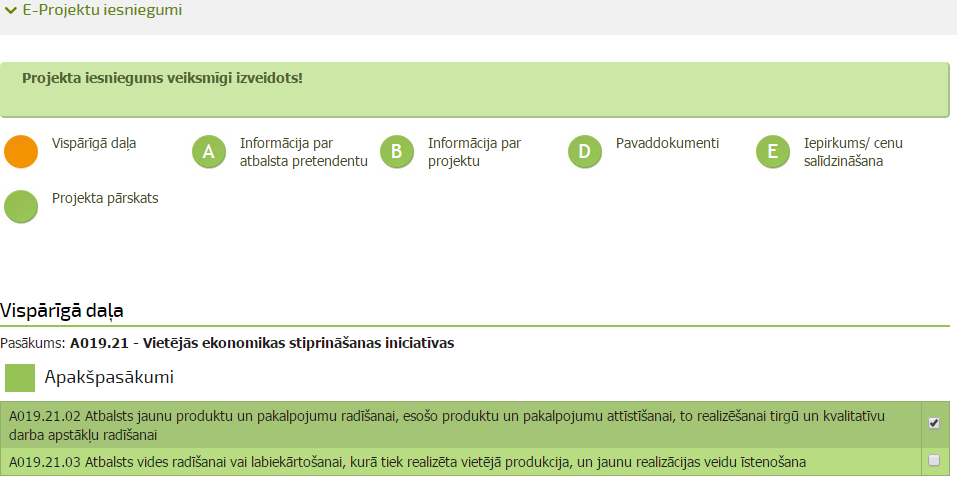 E-Projektu iesniegumi
Projekta iesniegums veiksmīgi izveidots!
Vispārīgā daļa
A Informācija par
atbalsta pretendentu
B Informācija par
projektu
D Pavaddokumenti
E Iepirkums/ cenu
salīdzināšana
Projekta pārskats
Vispārīgā daļa
Pasākums: A019.21 - Vietējās ekonomikas stiprināšanas iniciatīvas
Apakšpasākumi
A019.21.02 Atbalsts jaunu produktu un pakalpojumu radīšanai, esošo produktu un pakalpojumu attīstīšanai, to realizēšanai tirgū un kvalitatīvu
darba apstākļu radīšanai
A019.21.03 Atbalsts vides radīšanai vai labiekārtošanai, kurā tiek realizēta vietējā produkcija, un jaunu realizācijas veidu īstenošana